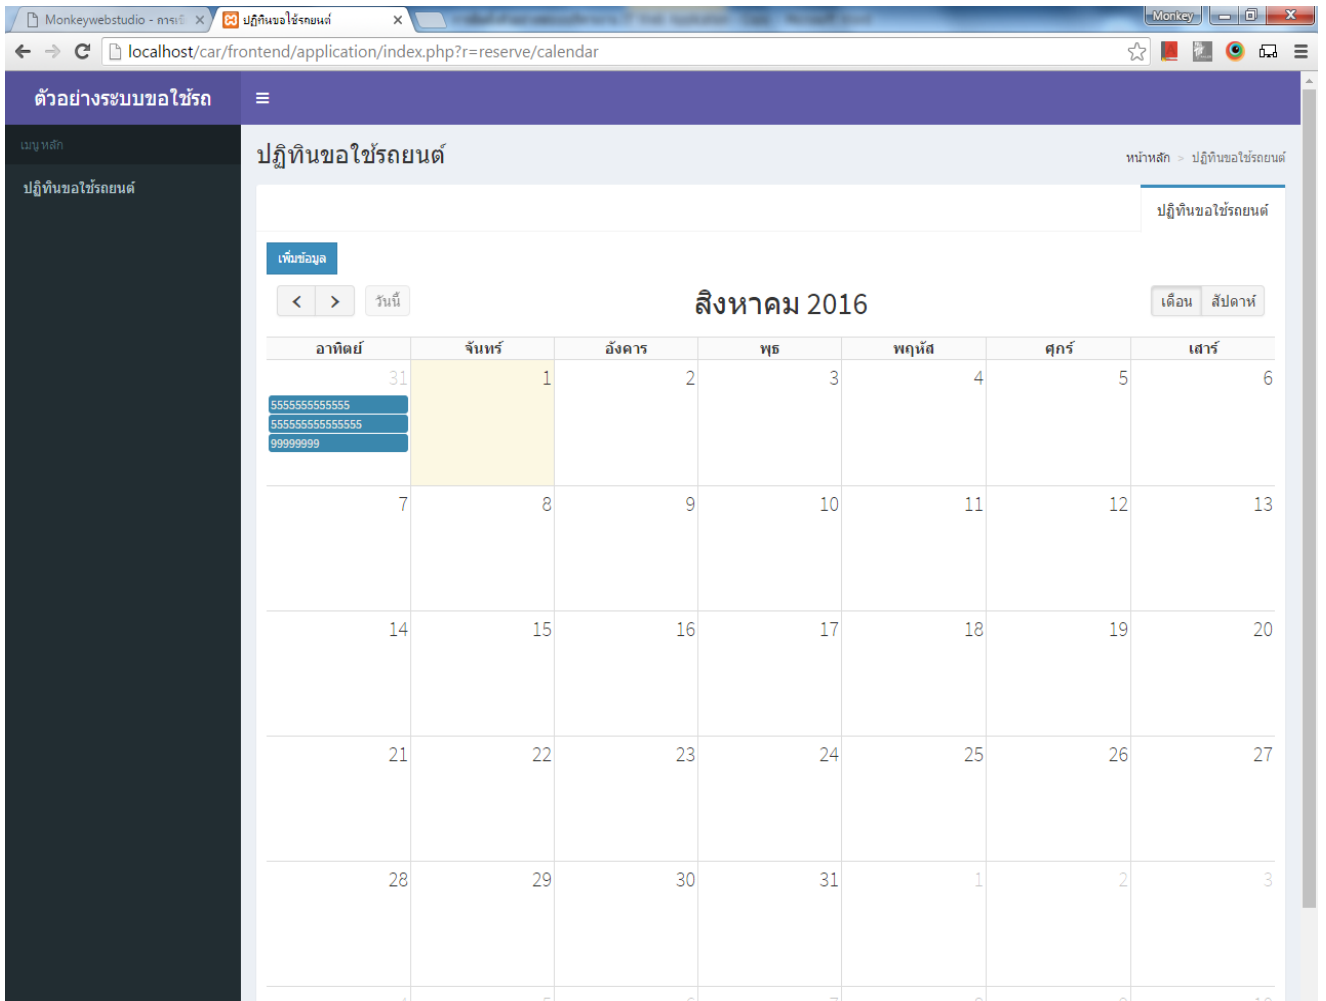 Monkeywebstudio - การเขี
ปฏิทินขอใช้รถยนต์
Monkey
localhost/car/frontend/application/index.php?r=reserve/calendar
ตัวอย่างระบบขอใช้รถ
เมนูหลัก
ปฏิทินขอใช้รถยนต์
ปฏิทินขอใช้รถยนต์
หน้าหลัก > ปฏิทินขอใช้รถยนต์
ปฏิทินขอใช้รถยนต์
เพิ่มข้อมูล
วันนี้
สิงหาคม 2016
เดือน สัปดาห์
อาทิตย์ จันทร์ อังคาร พุธ พฤหัส ศุกร์ เสาร์
31 1 2 3 4 5 6
5555555555555
555555555555555
99999999
7 8 9 10 11 12 13
14 15 16 17 18 19 20
21 22 23 24 25 26 27
28 29 30 31 1 2 3